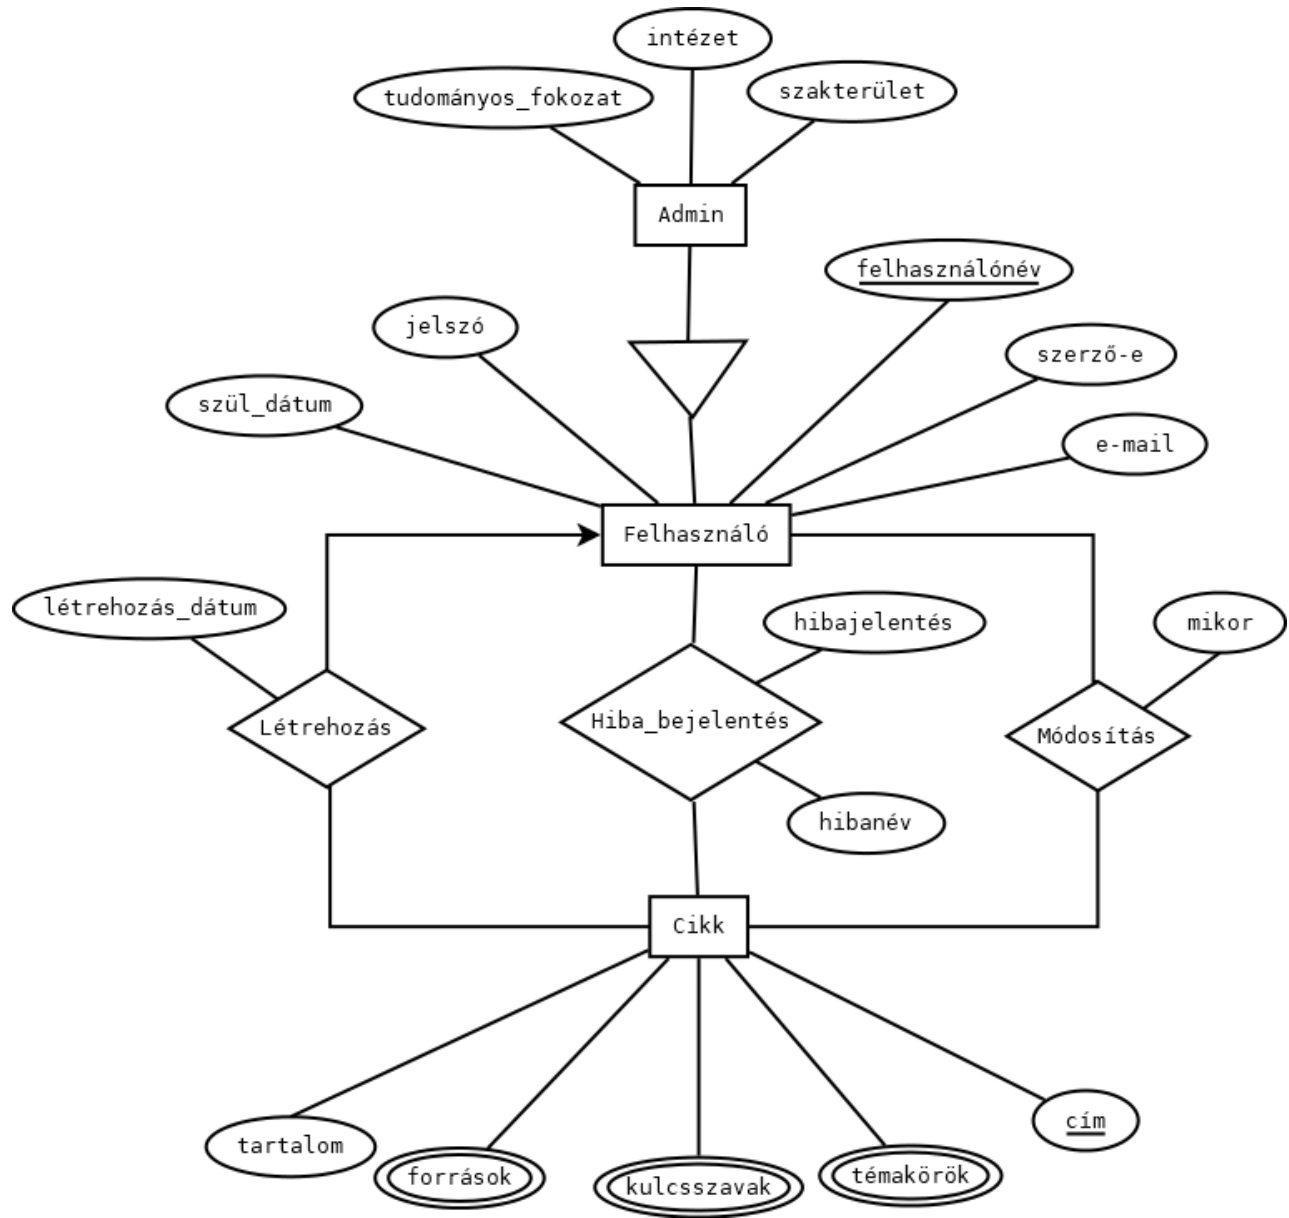 intézet
tudományos_fokozat
szakterület
Admin
felhasználónév
jelszó
szerző-e
szül_dátum
e-mail
Felhasználó
létrehozás_dátum
hibajelentés
mikor
Létrehozás
Hiba_bejelentés
Módosítás
hibanév
Cikk
cím
tartalom
források
kulcsszavak
témakörök